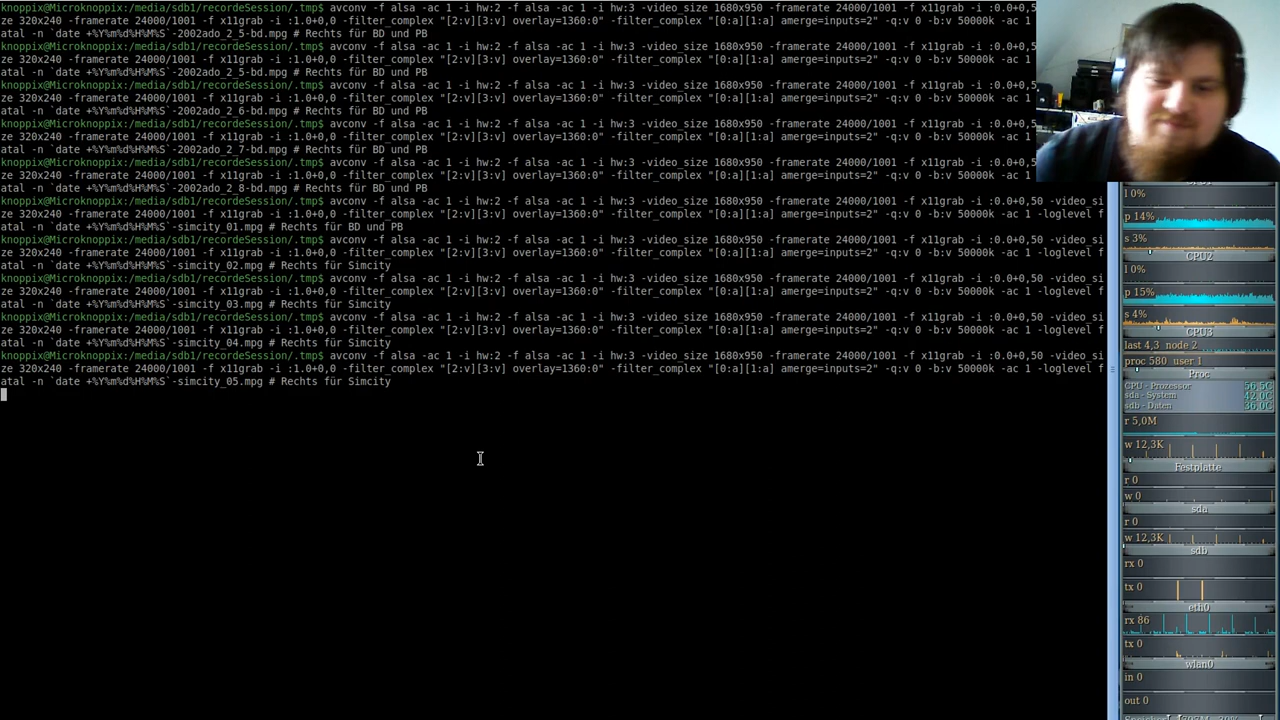 knoppix@Microknoppix:/media/sdb1/recordeSession/.tmp$ avconv -f alsa -ac 1 -i hw:2 -f alsa -ac 1 -i hw:3 -video_size 1680x950 -framerate 24000/1001 -f x11grab -i :0.0+0,5
ze 320x240 -framerate 24000/1001 -f x11grab -i :1.0+0,0 -filter_complex "[2:v][3:v] overlay=1360:0" -filter_complex "[0:a][1:a] amerge=inputs=2" -q:v 0 -b:v 50000k -ac 1
atal -n `date +%Y%m%d%H%M%S`-2002ado_2_5-bd.mpg # Rechts für BD und PB
knoppix@Microknoppix:/media/sdb1/recordeSession/.tmp$ avconv -f alsa -ac 1 -i hw:2 -f alsa -ac 1 -i hw:3 -video_size 1680x950 -framerate 24000/1001 -f x11grab -i :0.0+0,5
ze 320x240 -framerate 24000/1001 -f x11grab -i :1.0+0,0 -filter_complex "[2:v][3:v] overlay=1360:0" -filter_complex "[0:a][1:a] amerge=inputs=2" -q:v 0 -b:v 50000k -ac 1
atal -n `date +%Y%m%d%H%M%S`-2002ado_2_5-bd.mpg # Rechts für BD und PB
knoppix@Microknoppix:/media/sdb1/recordeSession/.tmp$ avconv -f alsa -ac 1 -i hw:2 -f alsa -ac 1 -i hw:3 -video_size 1680x950 -framerate 24000/1001 -f x11grab -i :0.0+0,5
ze 320x240 -framerate 24000/1001 -f x11grab -i :1.0+0,0 -filter_complex "[2:v][3:v] overlay=1360:0" -filter_complex "[0:a][1:a] amerge=inputs=2" -q:v 0 -b:v 50000k -ac 1
atal -n `date +%Y%m%d%H%M%S`-2002ado_2_6-bd.mpg # Rechts für BD und PB
knoppix@Microknoppix:/media/sdb1/recordeSession/.tmp$ avconv -f alsa -ac 1 -i hw:2 -f alsa -ac 1 -i hw:3 -video_size 1680x950 -framerate 24000/1001 -f x11grab -i :0.0+0,5
ze 320x240 -framerate 24000/1001 -f x11grab -i :1.0+0,0 -filter_complex "[2:v][3:v] overlay=1360:0" -filter_complex "[0:a][1:a] amerge=inputs=2" -q:v 0 -b:v 50000k -ac 1
atal -n `date +%Y%m%d%H%M%S`-2002ado_2_7-bd.mpg # Rechts für BD und PB
knoppix@Microknoppix:/media/sdb1/recordeSession/.tmp$ avconv -f alsa -ac 1 -i hw:2 -f alsa -ac 1 -i hw:3 -video_size 1680x950 -framerate 24000/1001 -f x11grab -i :0.0+0,5
ze 320x240 -framerate 24000/1001 -f x11grab -i :1.0+0,0 -filter_complex "[2:v][3:v] overlay=1360:0" -filter_complex "[0:a][1:a] amerge=inputs=2" -q:v 0 -b:v 50000k -ac 1
atal -n `date +%Y%m%d%H%M%S`-2002ado_2_8-bd.mpg # Rechts für BD und PB
knoppix@Microknoppix:/media/sdb1/recordeSession/.tmp$ avconv -f alsa -ac 1 -i hw:2 -f alsa -ac 1 -i hw:3 -video_size 1680x950 -framerate 24000/1001 -f x11grab -i :0.0+0,50 -video_si
ze 320x240 -framerate 24000/1001 -f x11grab -i :1.0+0,0 -filter_complex "[2:v][3:v] overlay=1360:0" -filter_complex "[0:a][1:a] amerge=inputs=2" -q:v 0 -b:v 50000k -ac 1 -loglevel f
atal -n `date +%Y%m%d%H%M%S`-simcity_01.mpg # Rechts für BD und PB
knoppix@Microknoppix:/media/sdb1/recordeSession/.tmp$ avconv -f alsa -ac 1 -i hw:2 -f alsa -ac 1 -i hw:3 -video_size 1680x950 -framerate 24000/1001 -f x11grab -i :0.0+0,50 -video_si
ze 320x240 -framerate 24000/1001 -f x11grab -i :1.0+0,0 -filter_complex "[2:v][3:v] overlay=1360:0" -filter_complex "[0:a][1:a] amerge=inputs=2" -q:v 0 -b:v 50000k -ac 1 -loglevel f
atal -n `date +%Y%m%d%H%M%S`-simcity_02.mpg # Rechts für Simcity
knoppix@Microknoppix:/media/sdb1/recordeSession/.tmp$ avconv -f alsa -ac 1 -i hw:2 -f alsa -ac 1 -i hw:3 -video_size 1680x950 -framerate 24000/1001 -f x11grab -i :0.0+0,50 -video_si
ze 320x240 -framerate 24000/1001 -f x11grab -i :1.0+0,0 -filter_complex "[2:v][3:v] overlay=1360:0" -filter_complex "[0:a][1:a] amerge=inputs=2" -q:v 0 -b:v 50000k -ac 1 -loglevel f
atal -n `date +%Y%m%d%H%M%S`-simcity_03.mpg # Rechts für Simcity
knoppix@Microknoppix:/media/sdb1/recordeSession/.tmp$ avconv -f alsa -ac 1 -i hw:2 -f alsa -ac 1 -i hw:3 -video_size 1680x950 -framerate 24000/1001 -f x11grab -i :0.0+0,50 -video_si
ze 320x240 -framerate 24000/1001 -f x11grab -i :1.0+0,0 -filter_complex "[2:v][3:v] overlay=1360:0" -filter_complex "[0:a][1:a] amerge=inputs=2" -q:v 0 -b:v 50000k -ac 1 -loglevel f
atal -n `date +%Y%m%d%H%M%S`-simcity_04.mpg # Rechts für Simcity
knoppix@Microknoppix:/media/sdb1/recordeSession/.tmp$ avconv -f alsa -ac 1 -i hw:2 -f alsa -ac 1 -i hw:3 -video_size 1680x950 -framerate 24000/1001 -f x11grab -i :0.0+0,50 -video_si
ze 320x240 -framerate 24000/1001 -f x11grab -i :1.0+0,0 -filter_complex "[2:v][3:v] overlay=1360:0" -filter_complex "[0:a][1:a] amerge=inputs=2" -q:v 0 -b:v 50000k -ac 1 -loglevel f
atal -n `date +%Y%m%d%H%M%S`-simcity_05.mpg # Rechts für Simcity
l 0%
p 14%
s 3%
CPU2
l 0%
p 15%
s 4%
CPU3
last 4,3 node 2
proc 580 user 1
Proc
CPU - Prozessor 56,5C
sda - System 42,0C
sdb - Daten 36,0C
r 5,0M
w 12,3K
Festplatte
r 0
w 0
sda
r 0
w 12,3K
sdb
rx 0
tx 0
eth0
rx 86
tx 0
wlan0
in 0
out 0